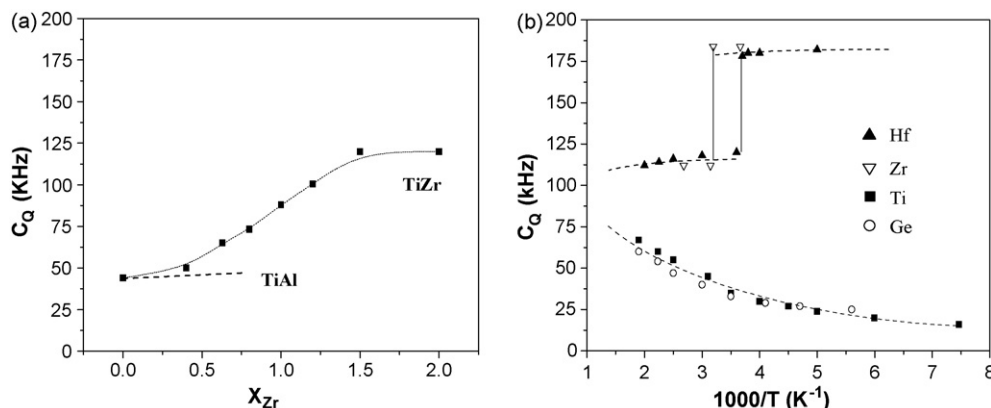 (a)
200
175
150
125
100
75
50
25
0
C_Q (KHz)
TiZr
TiAl
0.0 0.5 1.0 1.5 2.0
X_Zr
(b)
200
175
150
125
100
75
50
25
0
C_Q (kHz)
Hf
Zr
Ti
Ge
1 2 3 4 5 6 7 8
1000/T (K⁻¹)